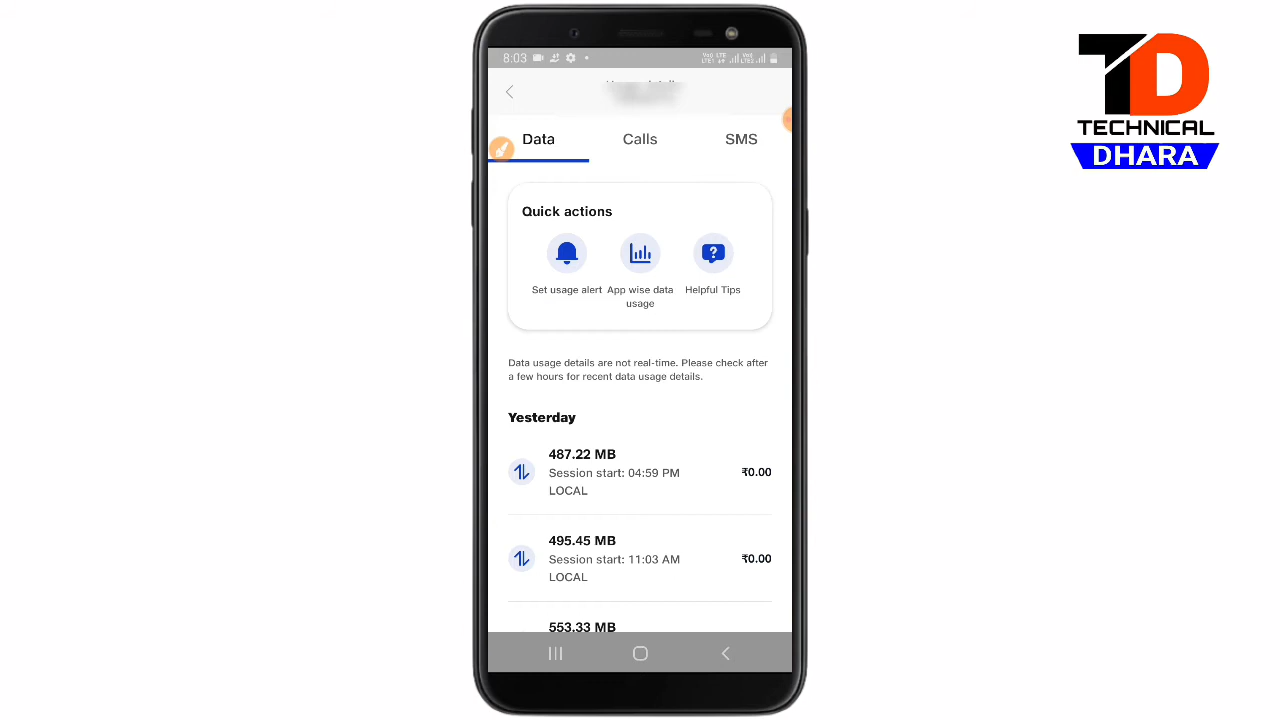 8:03
Data
Calls
SMS
Quick actions
Set usage alert
App wise data
usage
Helpful Tips
Data usage details are not real-time. Please check after
a few hours for recent data usage details.
Yesterday
487.22 MB
Session start: 04:59 PM
₹0.00
LOCAL
495.45 MB
Session start: 11:03 AM
₹0.00
LOCAL
553.33 MB
TD
TECHNICAL
DHARA